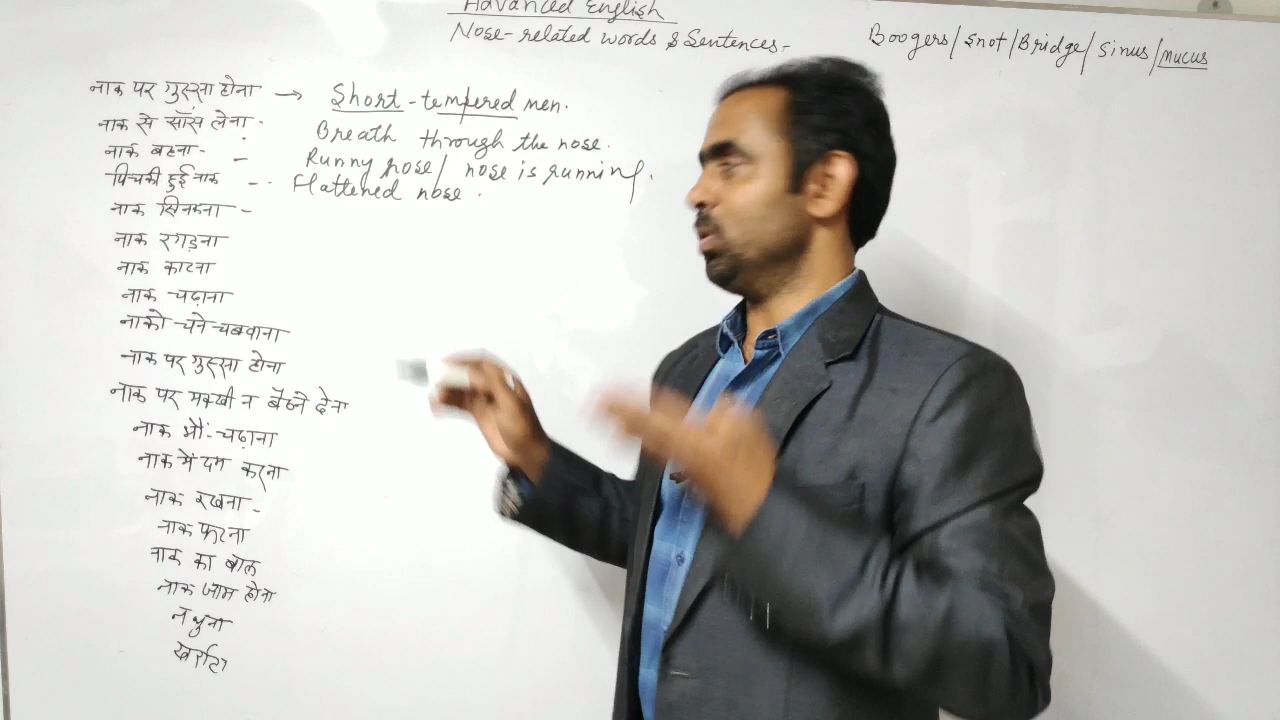 Advanced English
Nose-related words & Sentences-
Boogers/Snot/Bridge/Sinus/mucus
नाक पर गुस्सा होना → Short-tempered men.
नाक से साँस लेना - Breath through the nose.
नाक बहना- - Runny nose/ nose is running.
पिचकी हुई नाक - Flattened nose.
नाक सिनकना -
नाक रगड़ना
नाक काटना
नाक चढ़ाना
नाको चने चबवाना
नाक पर गुस्सा होना
नाक पर मक्खी न बैठने देना
नाक भौं-चढ़ाना
नाक में दम करना
नाक रखना -
नाक फटना
नाक का बाल
नाक जाम होना
नथुना
खर्राटा